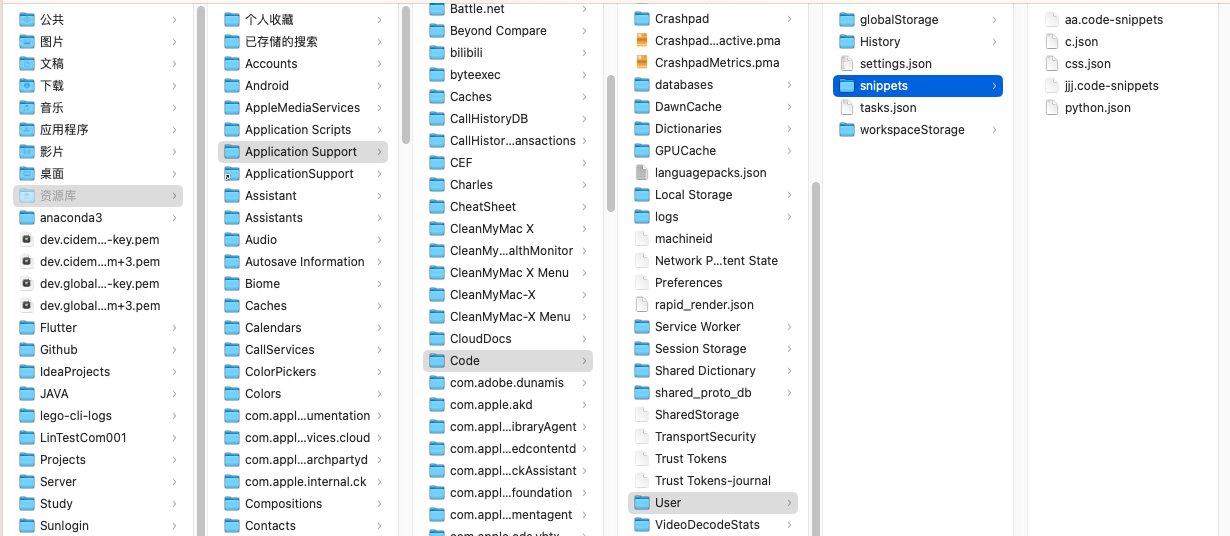 公共
图片
文稿
下载
音乐
应用程序
影片
桌面
资源库
anaconda3
dev.cidem...-key.pem
dev.cidem...m+3.pem
dev.global...-key.pem
dev.global...m+3.pem
Flutter
Github
IdeaProjects
JAVA
lego-cli-logs
LinTestCom001
Projects
Server
Study
Sunlogin
个人收藏
已存储的搜索
Accounts
Android
AppleMediaServices
Application Scripts
Application Support
ApplicationSupport
Assistant
Assistants
Audio
Autosave Information
Biome
Caches
Calendars
CallServices
ColorPickers
Colors
com.appl...umentation
com.appl...vices.cloud
com.appl...archpartyd
com.apple.internal.ck
Compositions
Contacts
Battle.net
Beyond Compare
bilibili
byteexec
Caches
CallHistoryDB
CallHistor...ansactions
CEF
Charles
CheatSheet
CleanMyMac X
CleanMy...althMonitor
CleanMyMac X Menu
CleanMyMac-X
CleanMyMac-X Menu
CloudDocs
Code
com.adobe.dunamis
com.apple.akd
com.appl...ibraryAgent
com.appl...edcontentd
com.appl...ckAssistant
com.appl...foundation
com.appl...mentagent
Crashpad
Crashpad...active.pma
CrashpadMetrics.pma
databases
DawnCache
Dictionaries
GPUCache
languagepacks.json
Local Storage
logs
machineid
Network P...tent State
Preferences
rapid_render.json
Service Worker
Session Storage
Shared Dictionary
shared_proto_db
SharedStorage
TransportSecurity
Trust Tokens
Trust Tokens-journal
User
VideoDecodeStats
globalStorage
History
settings.json
snippets
tasks.json
workspaceStorage
aa.code-snippets
c.json
css.json
jjj.code-snippets
python.json